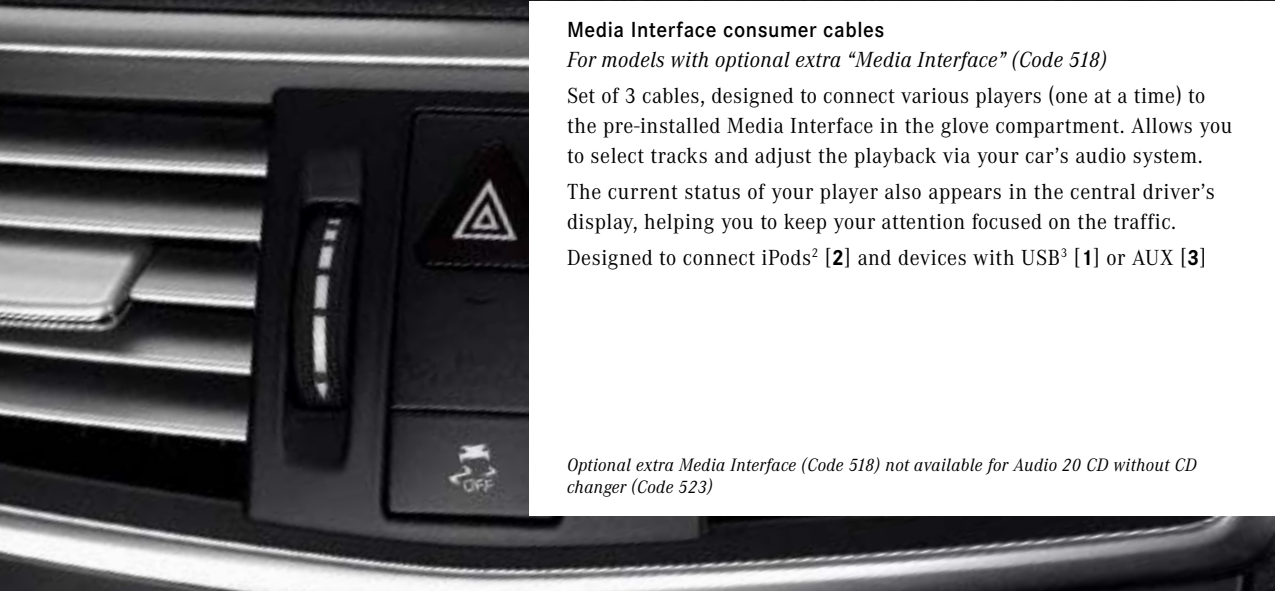 Media Interface consumer cables
For models with optional extra “Media Interface” (Code 518)
Set of 3 cables, designed to connect various players (one at a time) to
the pre-installed Media Interface in the glove compartment. Allows you
to select tracks and adjust the playback via your car’s audio system.
The current status of your player also appears in the central driver’s
display, helping you to keep your attention focused on the traffic.
Designed to connect iPods² [2] and devices with USB³ [1] or AUX [3]
OFF
Optional extra Media Interface (Code 518) not available for Audio 20 CD without CD
changer (Code 523)